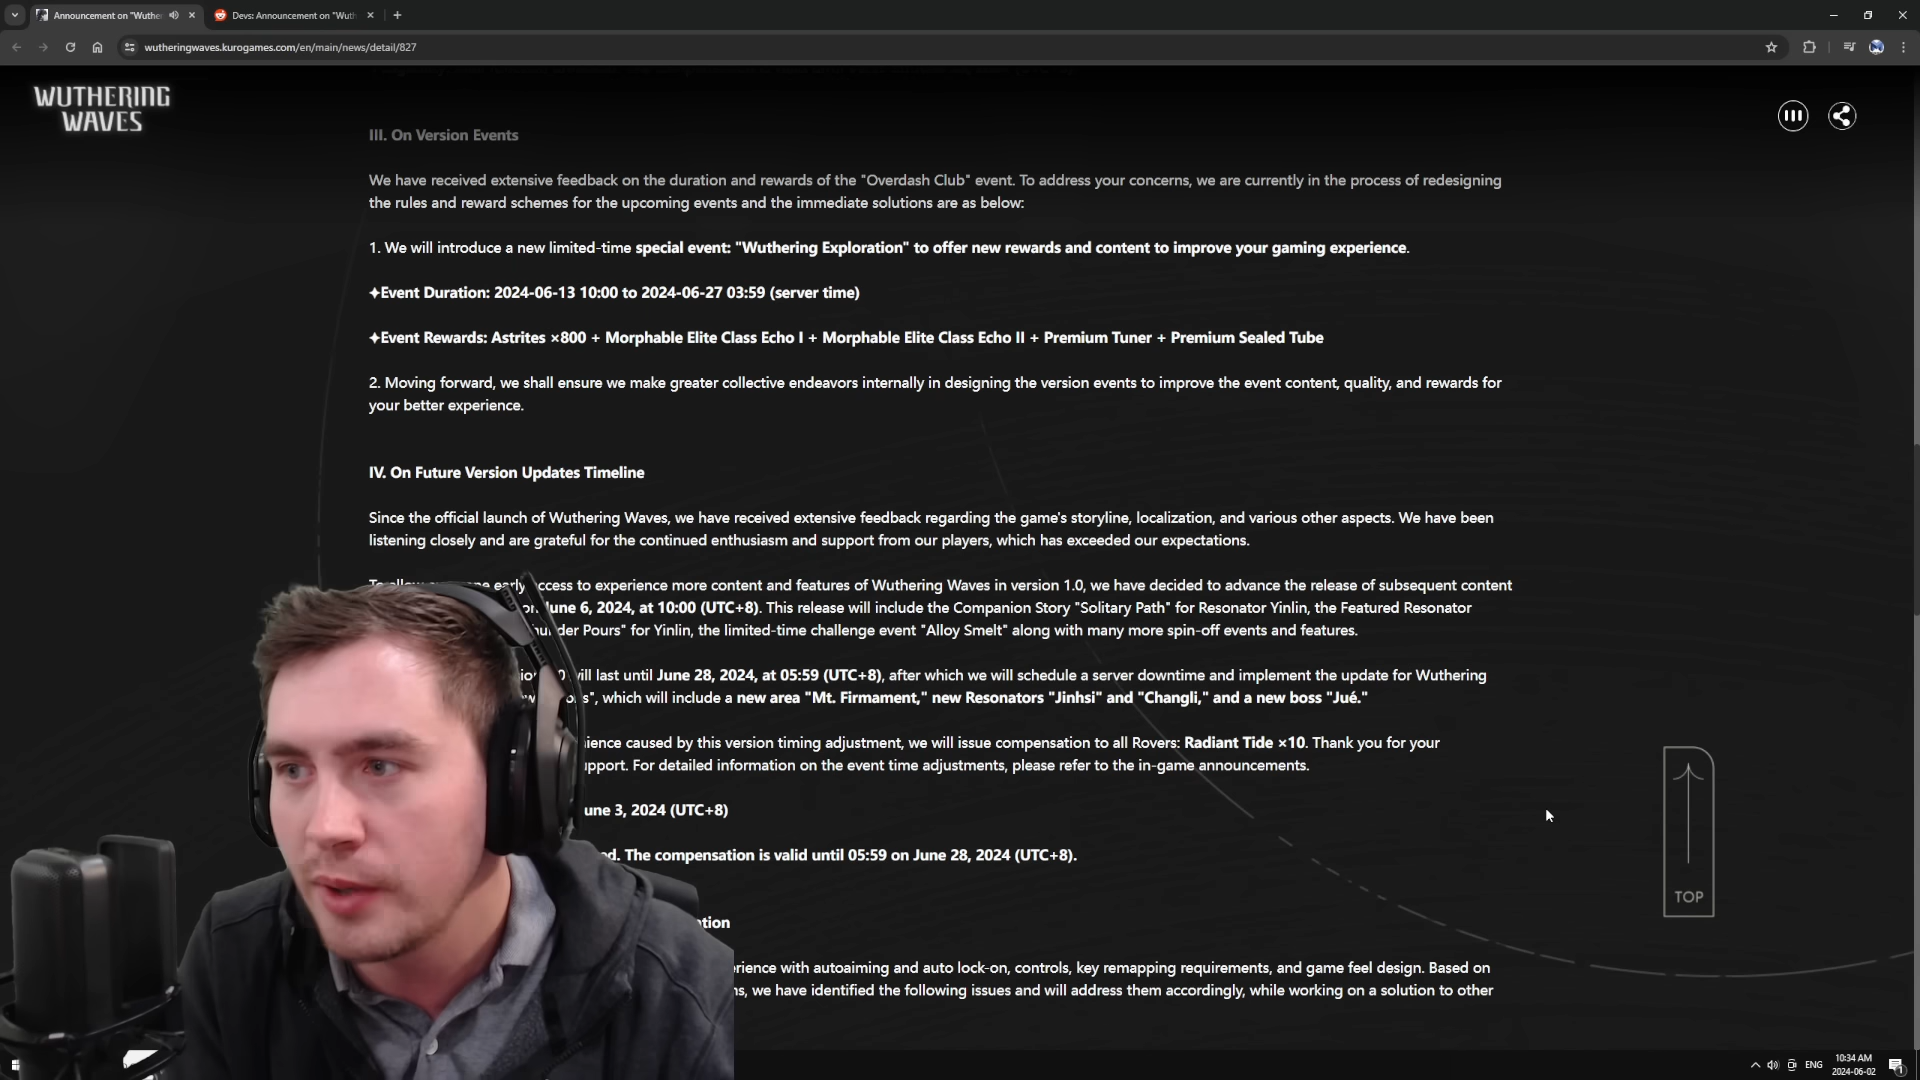 Announcement on "Wuthe
Devs: Announcement on "Wuth
wutheringwaves.kurogames.com/en/main/news/detail/827
WUTHERING
WAVES
III. On Version Events
We have received extensive feedback on the duration and rewards of the "Overdash Club" event. To address your concerns, we are currently in the process of redesigning
the rules and reward schemes for the upcoming events and the immediate solutions are as below:
1. We will introduce a new limited-time special event: "Wuthering Exploration" to offer new rewards and content to improve your gaming experience.
✦Event Duration: 2024-06-13 10:00 to 2024-06-27 03:59 (server time)
✦Event Rewards: Astrites ×800 + Morphable Elite Class Echo I + Morphable Elite Class Echo II + Premium Tuner + Premium Sealed Tube
2. Moving forward, we shall ensure we make greater collective endeavors internally in designing the version events to improve the event content, quality, and rewards for
your better experience.
IV. On Future Version Updates Timeline
Since the official launch of Wuthering Waves, we have received extensive feedback regarding the game's storyline, localization, and various other aspects. We have been
listening closely and are grateful for the continued enthusiasm and support from our players, which has exceeded our expectations.
early access to experience more content and features of Wuthering Waves in version 1.0, we have decided to advance the release of subsequent content
on June 6, 2024, at 10:00 (UTC+8). This release will include the Companion Story "Solitary Path" for Resonator Yinlin, the Featured Resonator
Pours" for Yinlin, the limited-time challenge event "Alloy Smelt" along with many more spin-off events and features.
will last until June 28, 2024, at 05:59 (UTC+8), after which we will schedule a server downtime and implement the update for Wuthering
which will include a new area "Mt. Firmament," new Resonators "Jinhsi" and "Changli," and a new boss "Jué."
ience caused by this version timing adjustment, we will issue compensation to all Rovers: Radiant Tide ×10. Thank you for your
upport. For detailed information on the event time adjustments, please refer to the in-game announcements.
une 3, 2024 (UTC+8)
ed. The compensation is valid until 05:59 on June 28, 2024 (UTC+8).
tion
rience with autoaiming and auto lock-on, controls, key remapping requirements, and game feel design. Based on
ns, we have identified the following issues and will address them accordingly, while working on a solution to other
TOP
ENG
10:34 AM
2024-06-02